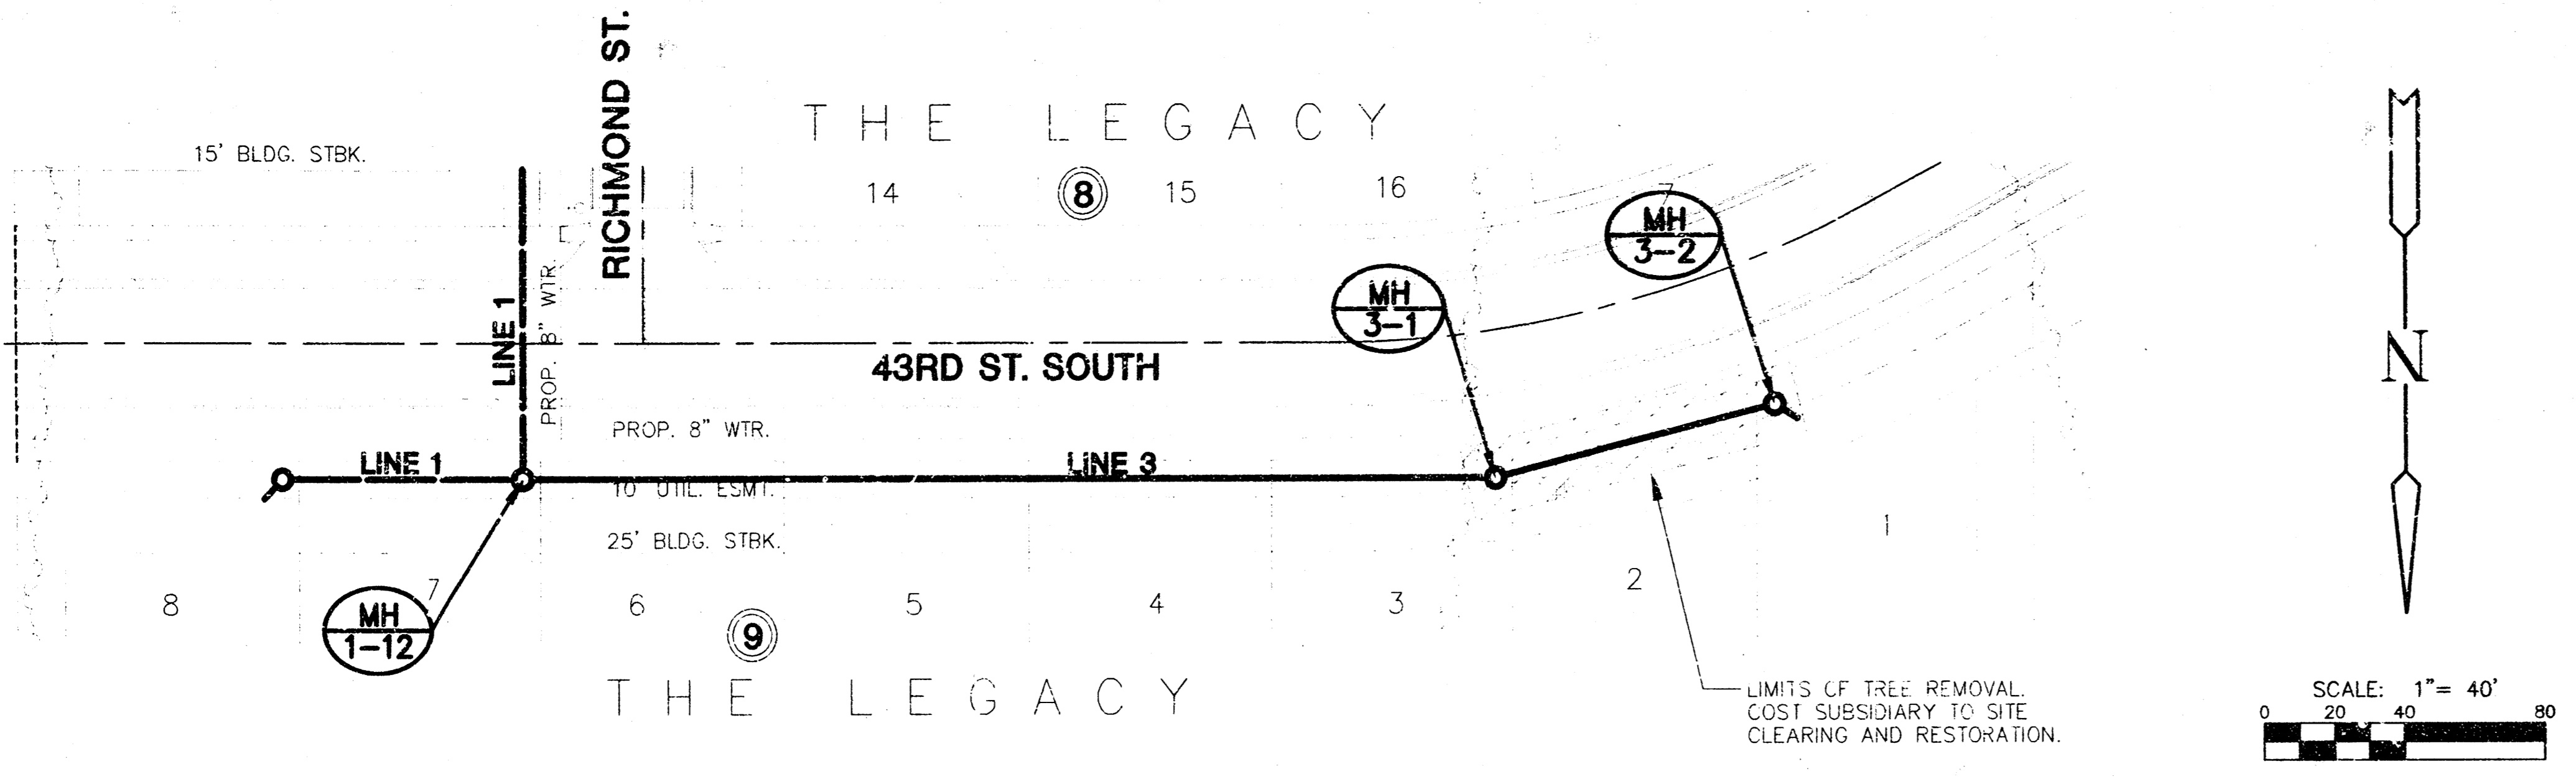 RICHMOND ST.
THE LEGACY
15' BLDG. STBK.
14
8
15
16
7
MH
3-2
MH
3-1
LINE 1
PROP. 8" WTR.
43RD ST. SOUTH
N
PROP. 8" WTR.
LINE 1
LINE 3
10' UTIL. ESMT.
25' BLDG. STBK.
1
2
7
8
6
5
4
3
MH
1-12
9
THE LEGACY
LIMITS OF TREE REMOVAL.
COST SUBSIDIARY TO SITE
CLEARING AND RESTORATION.
SCALE: 1"= 40'
0 20 40 80